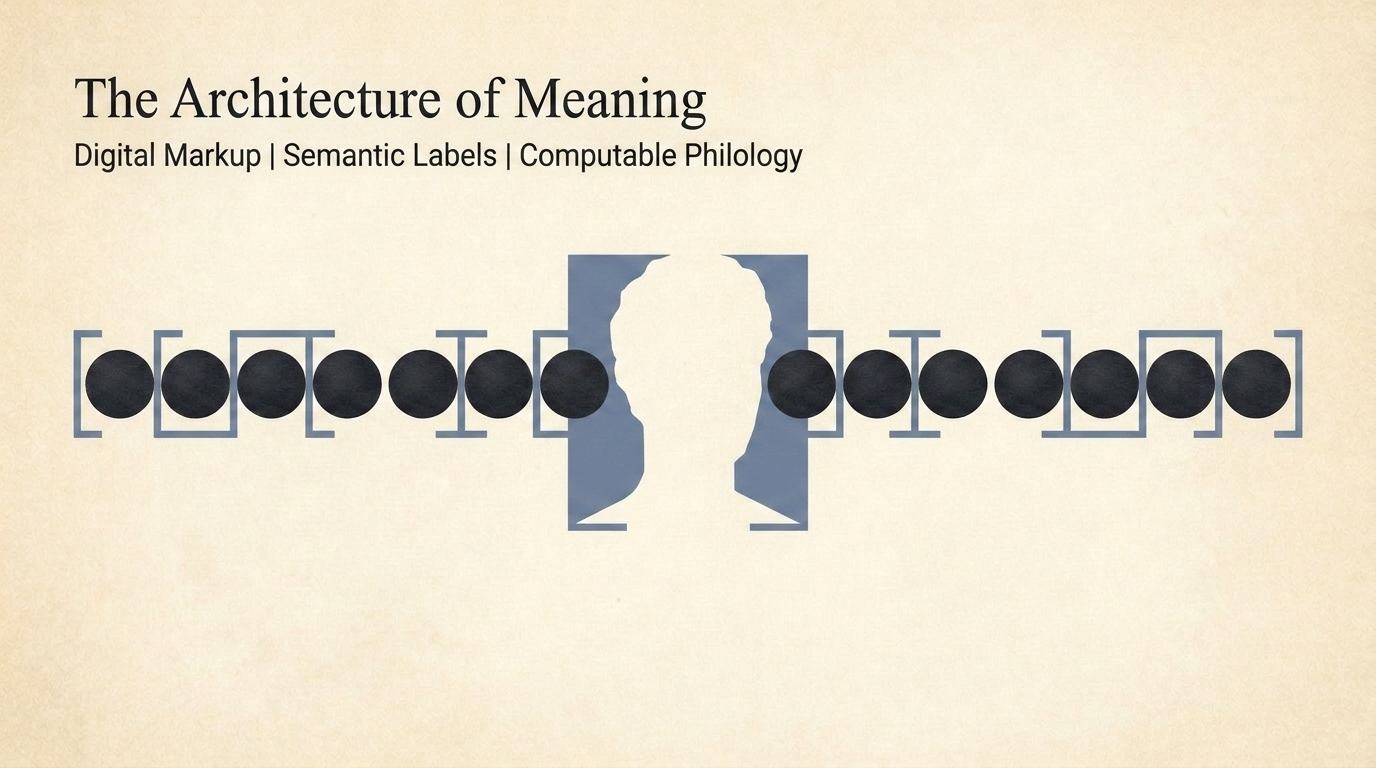 The Architecture of Meaning
Digital Markup | Semantic Labels | Computable Philology